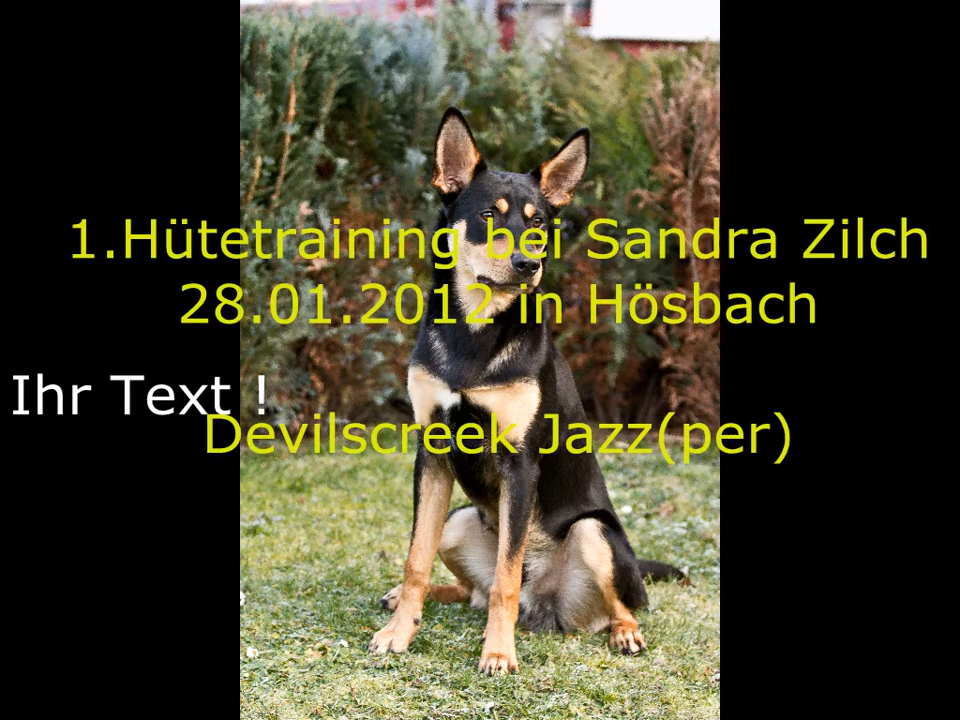 1.Hütetraining bei Sandra Zilch
28.01.2012 in Hösbach
Ihr Text !
Devilscreek Jazz(per)